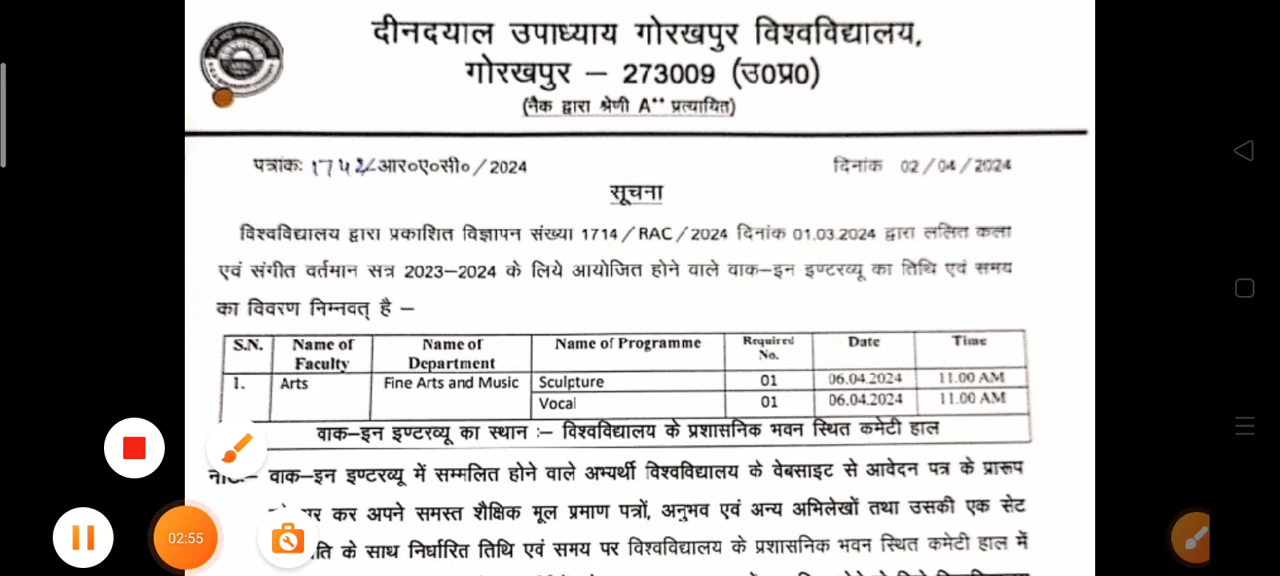 दीनदयाल उपाध्याय गोरखपुर विश्वविद्यालय,
गोरखपुर – 273009 (उ0प्र0)
(नैक द्वारा श्रेणी A++ प्रत्यायित)
पत्रांकः 1742/आर०ए०सी०/2024 दिनांक 02/04/2024
सूचना
विश्वविद्यालय द्वारा प्रकाशित विज्ञापन संख्या 1714/RAC/2024 दिनांक 01.03.2024 द्वारा ललित कला
एवं संगीत वर्तमान सत्र 2023–2024 के लिये आयोजित होने वाले वाक–इन इण्टरव्यू का तिथि एवं समय
का विवरण निम्नवत् है –
S.N. Name of Faculty Name of Department Name of Programme Required No. Date Time
1. Arts Fine Arts and Music Sculpture 01 06.04.2024 11.00 AM
Vocal 01 06.04.2024 11.00 AM
वाक–इन इण्टरव्यू का स्थान :– विश्वविद्यालय के प्रशासनिक भवन स्थित कमेटी हाल
वाक–इन इण्टरव्यू में सम्मलित होने वाले अभ्यर्थी विश्वविद्यालय के वेबसाइट से आवेदन पत्र के प्रारूप
कर अपने समस्त शैक्षिक मूल प्रमाण पत्रों, अनुभव एवं अन्य अभिलेखों तथा उसकी एक सेट
के साथ निर्धारित तिथि एवं समय पर विश्वविद्यालय के प्रशासनिक भवन स्थित कमेटी हाल में
02:55